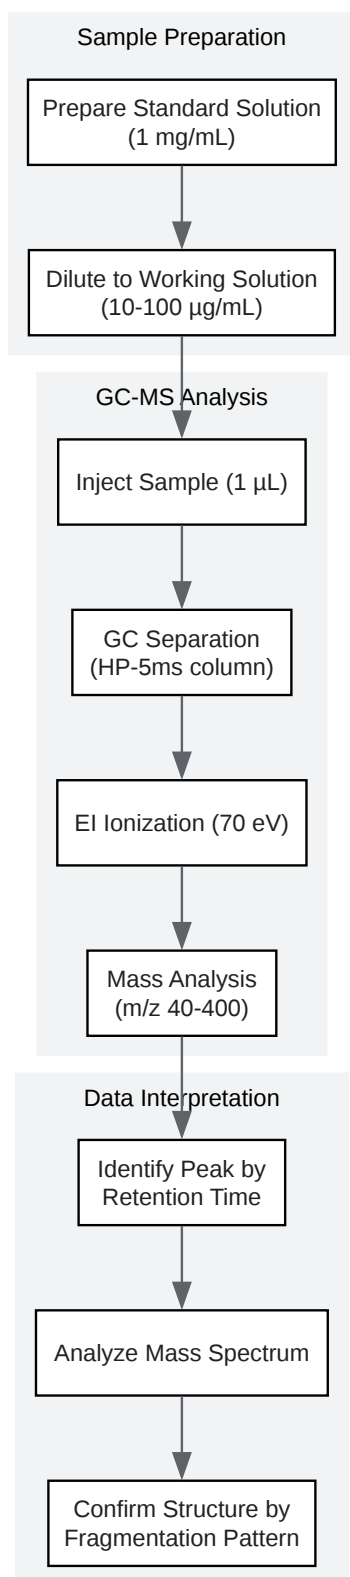 Sample Preparation
Prepare Standard Solution
(1 mg/mL)
Dilute to Working Solution
(10-100 µg/mL)
GC-MS Analysis
Inject Sample (1 µL)
GC Separation
(HP-5ms column)
EI Ionization (70 eV)
Mass Analysis
(m/z 40-400)
Data Interpretation
Identify Peak by
Retention Time
Analyze Mass Spectrum
Confirm Structure by
Fragmentation Pattern